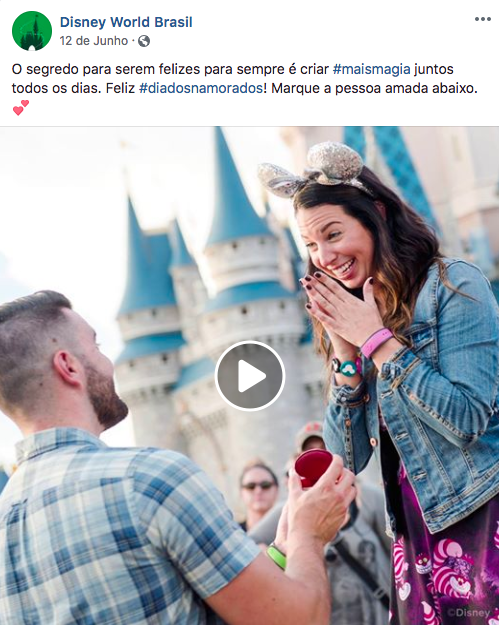 Disney World Brasil
12 de Junho ·
O segredo para serem felizes para sempre é criar #maismagia juntos
todos os dias. Feliz #diadosnamorados! Marque a pessoa amada abaixo.
©Disney